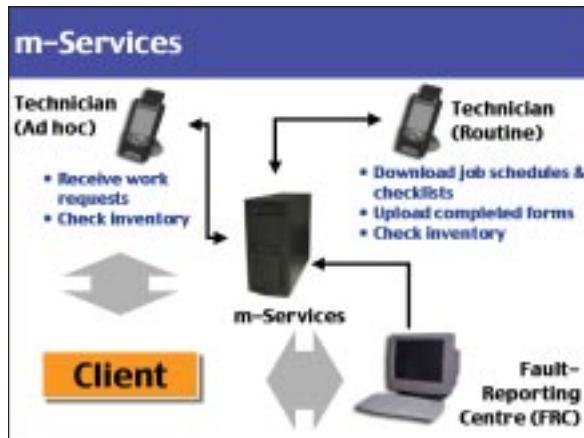 m-Services
Technician
(Ad hoc)
• Receive work
requests
• Check inventory
Technician
(Routine)
• Download job schedules &
checklists
• Upload completed forms
• Check inventory
m-Services
Client
Fault-
Reporting
Centre (FRC)